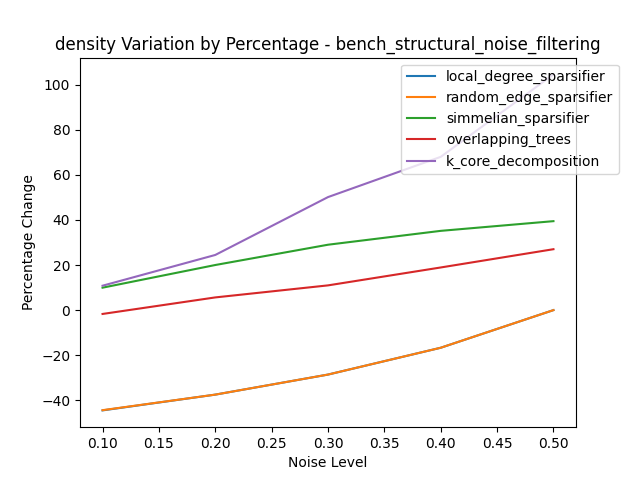 density Variation by Percentage - bench_structural_noise_filtering
local_degree_sparsifier
random_edge_sparsifier
simmelian_sparsifier
overlapping_trees
k_core_decomposition
Percentage Change
100
80
60
40
20
0
−20
−40
0.10 0.15 0.20 0.25 0.30 0.35 0.40 0.45 0.50
Noise Level